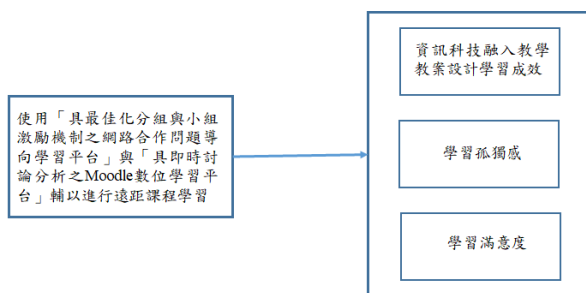 使用「具最佳化分組與小組
激勵機制之網路合作問題導
向學習平台」與「具即時討
論分析之Moodle數位學習平
台」輔以進行遠距課程學習
資訊科技融入教學
教案設計學習成效
學習孤獨感
學習滿意度